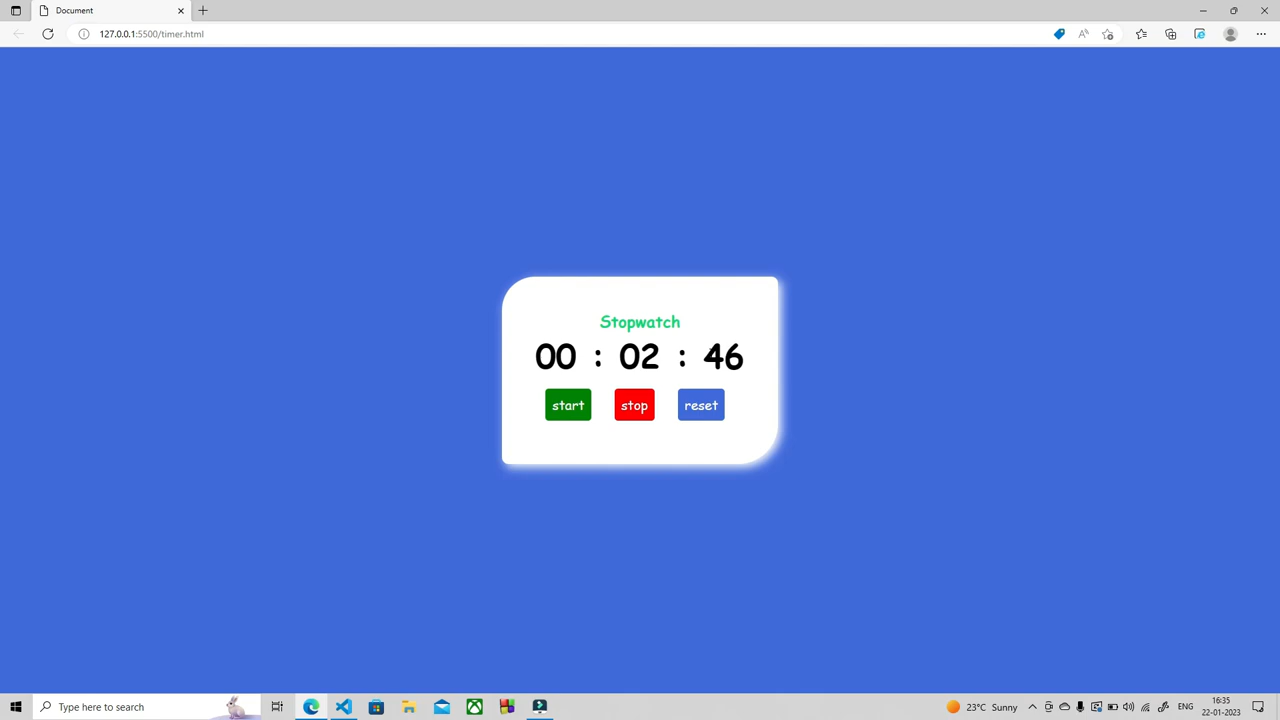 Document
127.0.0.1:5500/timer.html
Stopwatch
00 : 02 : 46
start stop reset
Type here to search
23°C Sunny
ENG
16:35
22-01-2023